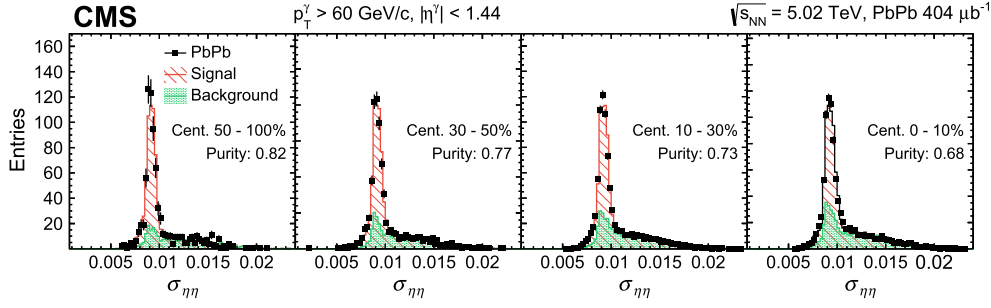 CMS p_T^γ > 60 GeV/c, |η^γ| < 1.44 √s_NN = 5.02 TeV, PbPb 404 μb⁻¹
Entries
160
140
120
100
80
60
40
20
PbPb
Signal
Background
Cent. 50 - 100%
Purity: 0.82
Cent. 30 - 50%
Purity: 0.77
Cent. 10 - 30%
Purity: 0.73
Cent. 0 - 10%
Purity: 0.68
0.005 0.01 0.015 0.02 0.005 0.01 0.015 0.02 0.005 0.01 0.015 0.02 0.005 0.01 0.015 0.02
σ_ηη σ_ηη σ_ηη σ_ηη